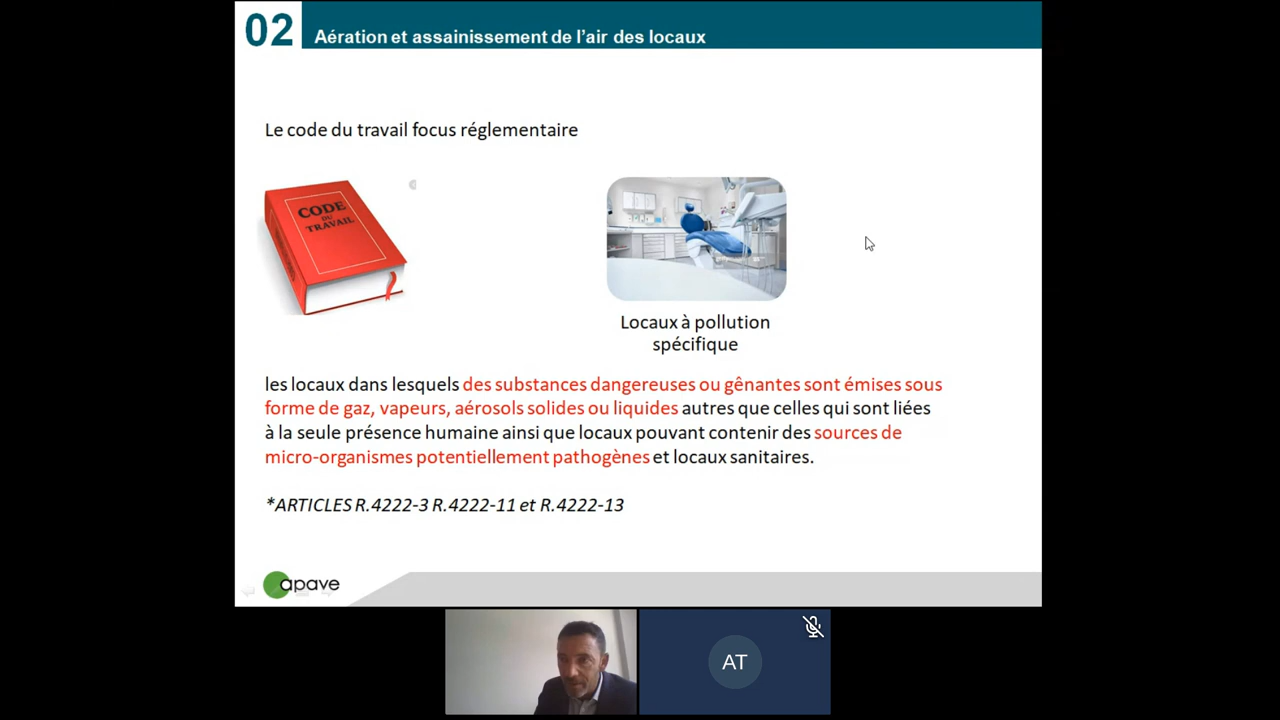 02
Aération et assainissement de l'air des locaux
Le code du travail focus réglementaire
CODE
DU
TRAVAIL
Locaux à pollution
spécifique
les locaux dans lesquels des substances dangereuses ou gênantes sont émises sous
forme de gaz, vapeurs, aérosols solides ou liquides autres que celles qui sont liées
à la seule présence humaine ainsi que locaux pouvant contenir des sources de
micro-organismes potentiellement pathogènes et locaux sanitaires.
*ARTICLES R.4222-3 R.4222-11 et R.4222-13
apave
AT